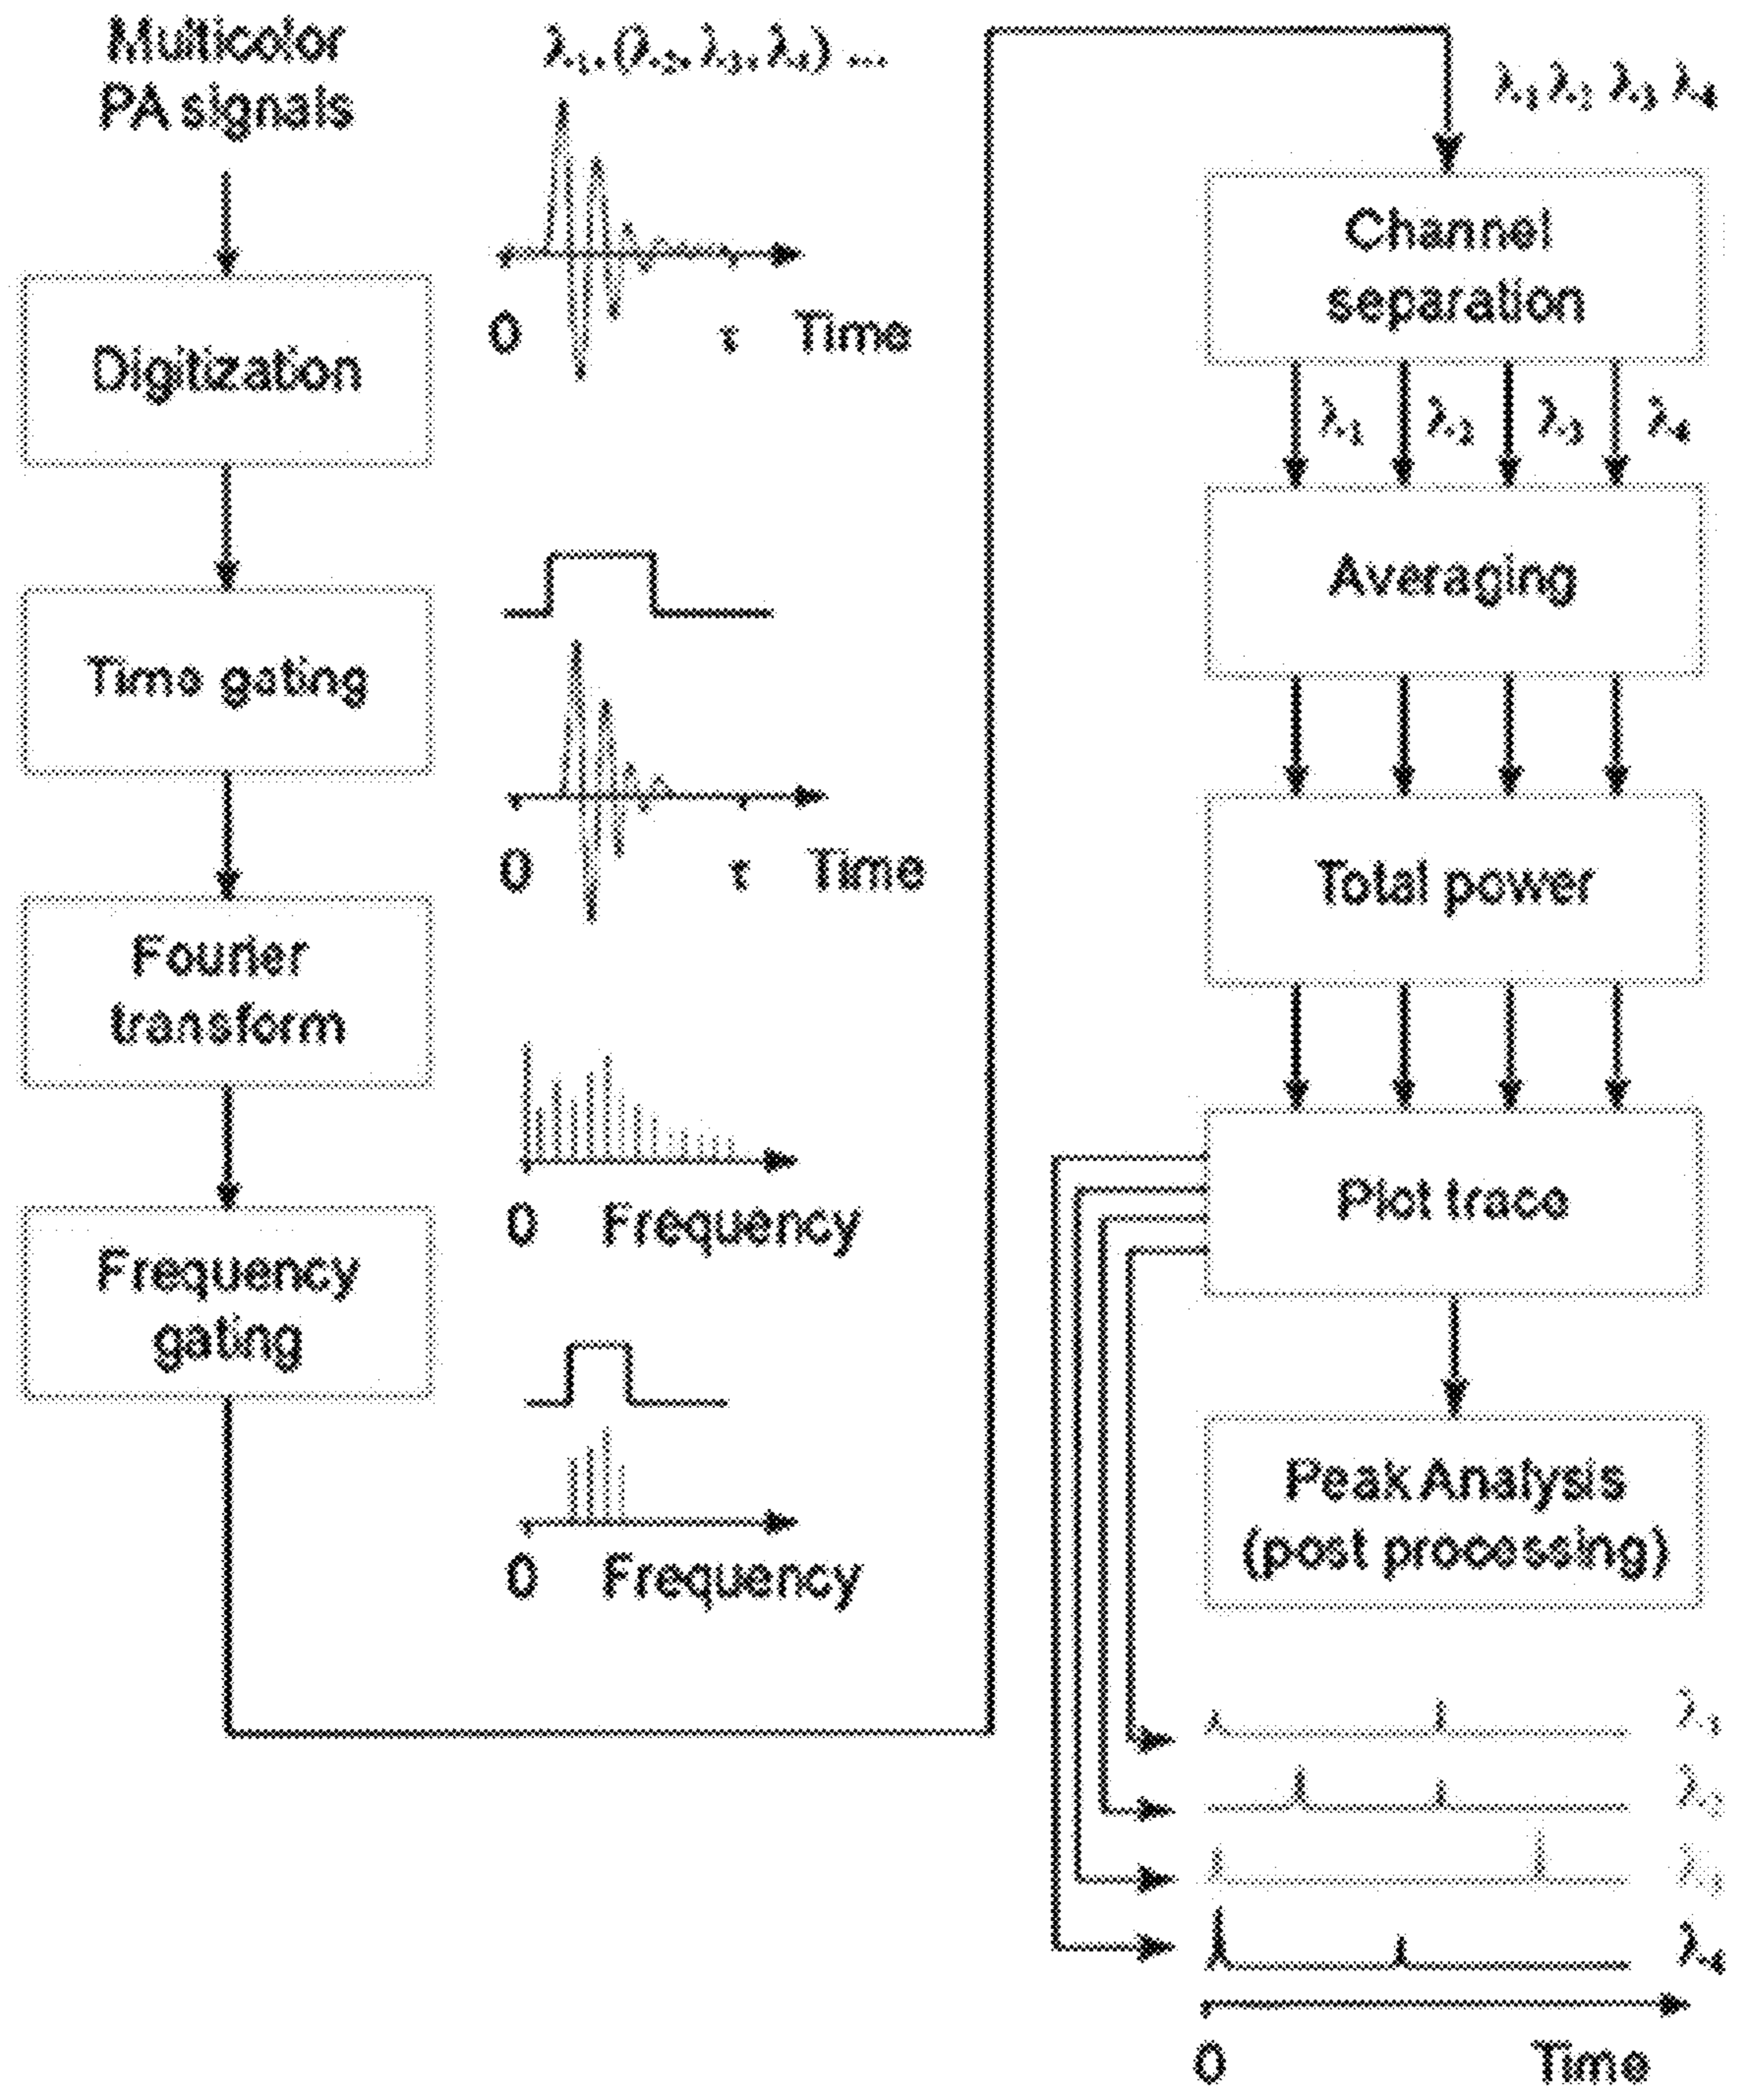 Multicolor
PA signals
λ1, (λ2, λ3, λ4) ...
0 τ Time
Digitization
Time gating
0 τ Time
Fourier
transform
0 Frequency
Frequency
gating
0 Frequency
λ1 λ2 λ3 λ4
Channel
separation
λ1 λ2 λ3 λ4
Averaging
Total power
Plot trace
Peak Analysis
(post processing)
λ1
λ2
λ3
λ4
0 Time